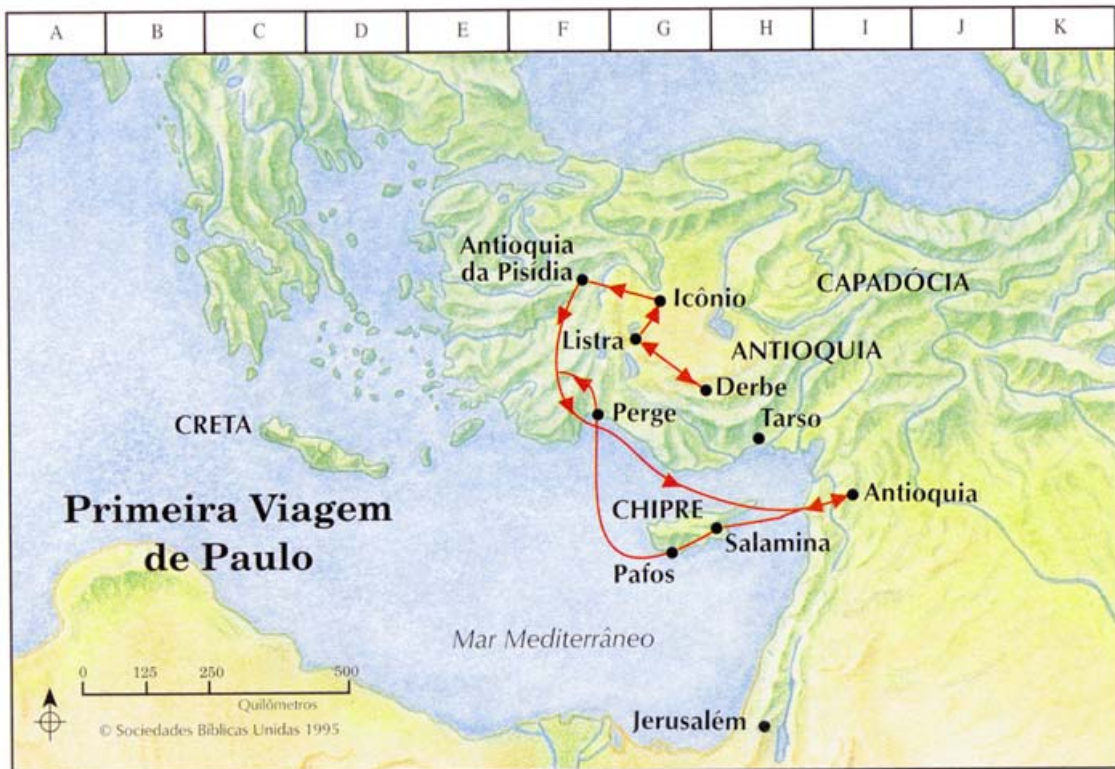 A B C D E F G H I J K
Antioquia
da Pisídia
Icônio
CAPADÓCIA
Listra
ANTIOQUIA
Derbe
Perge
Tarso
CRETA
Antioquia
CHIPRE
Salamina
Pafos
Primeira Viagem
de Paulo
Mar Mediterrâneo
0 125 250 500
Quilômetros
© Sociedades Bíblicas Unidas 1995
Jerusalém